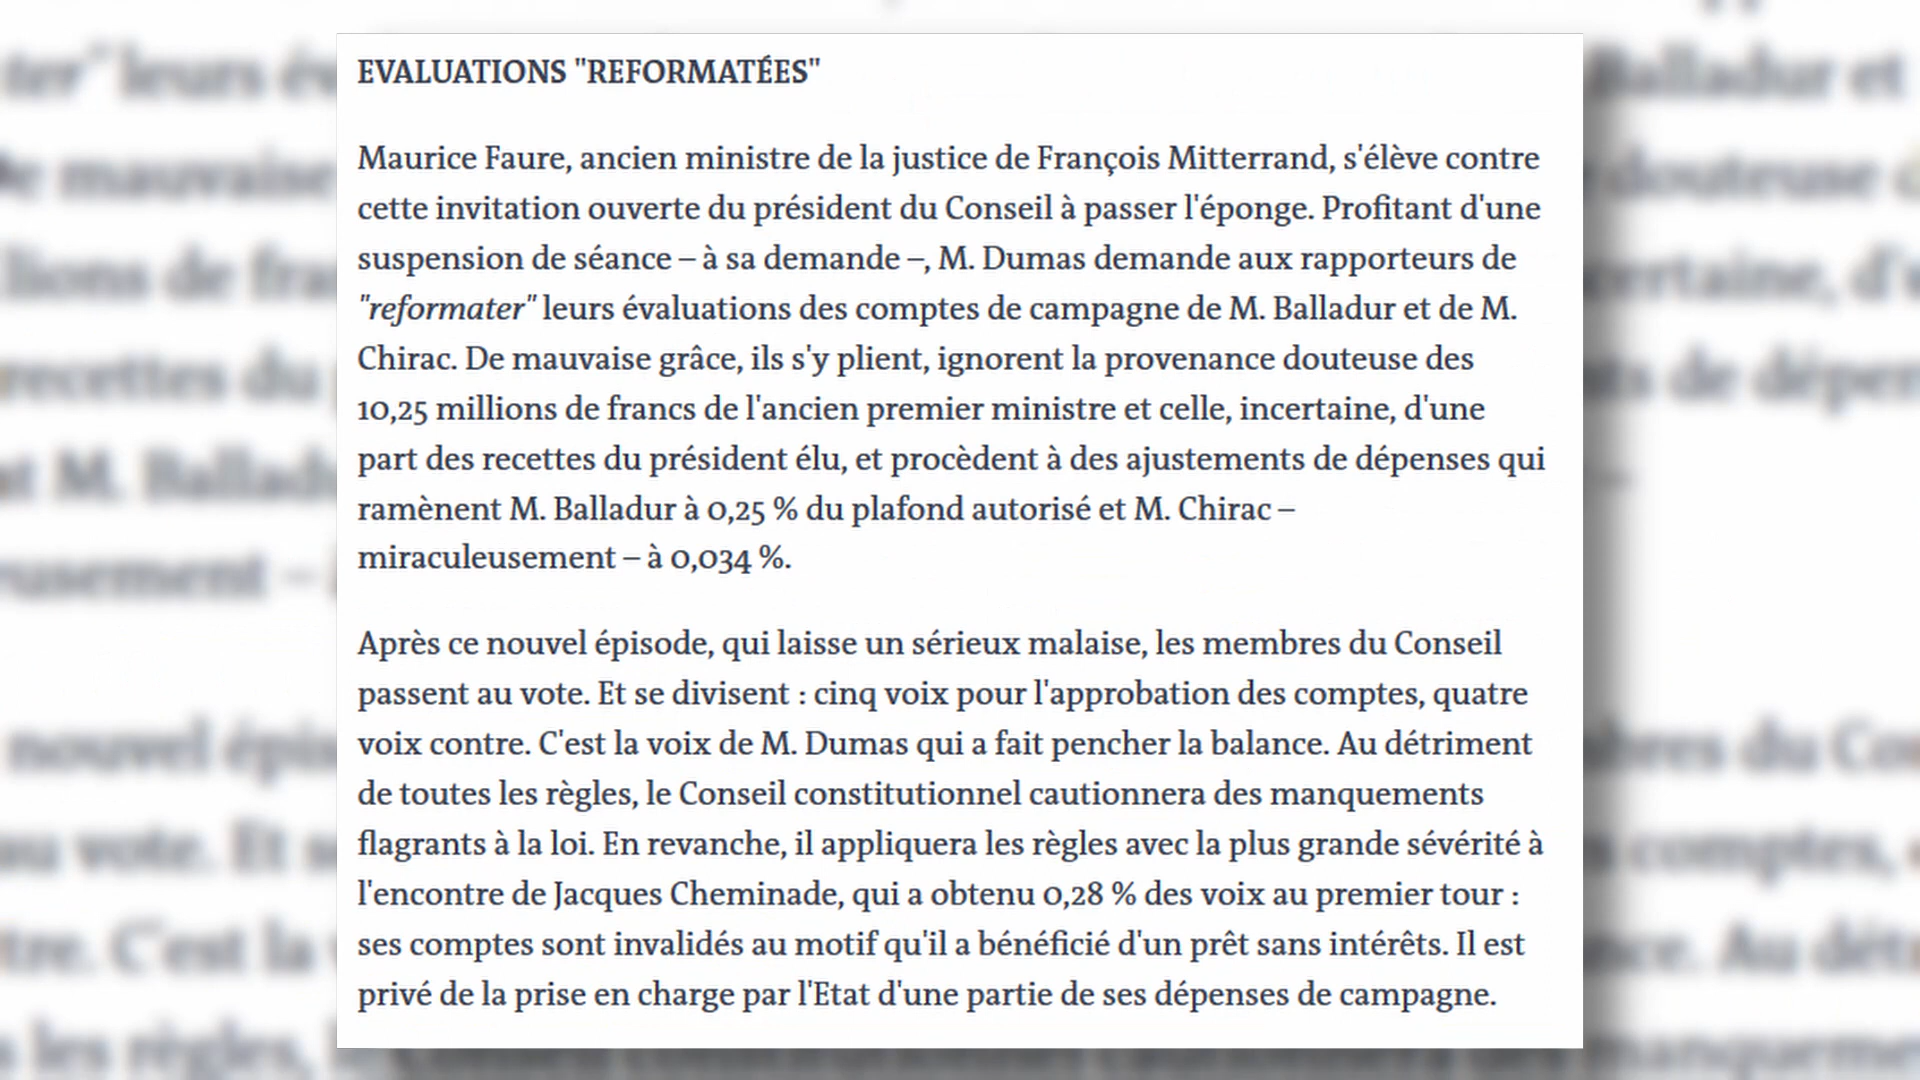 EVALUATIONS "REFORMATÉES"
Maurice Faure, ancien ministre de la justice de François Mitterrand, s'élève contre
cette invitation ouverte du président du Conseil à passer l'éponge. Profitant d'une
suspension de séance – à sa demande –, M. Dumas demande aux rapporteurs de
"reformater" leurs évaluations des comptes de campagne de M. Balladur et de M.
Chirac. De mauvaise grâce, ils s'y plient, ignorent la provenance douteuse des
10,25 millions de francs de l'ancien premier ministre et celle, incertaine, d'une
part des recettes du président élu, et procèdent à des ajustements de dépenses qui
ramènent M. Balladur à 0,25 % du plafond autorisé et M. Chirac –
miraculeusement – à 0,034 %.
Après ce nouvel épisode, qui laisse un sérieux malaise, les membres du Conseil
passent au vote. Et se divisent : cinq voix pour l'approbation des comptes, quatre
voix contre. C'est la voix de M. Dumas qui a fait pencher la balance. Au détriment
de toutes les règles, le Conseil constitutionnel cautionnera des manquements
flagrants à la loi. En revanche, il appliquera les règles avec la plus grande sévérité à
l'encontre de Jacques Cheminade, qui a obtenu 0,28 % des voix au premier tour :
ses comptes sont invalidés au motif qu'il a bénéficié d'un prêt sans intérêts. Il est
privé de la prise en charge par l'Etat d'une partie de ses dépenses de campagne.